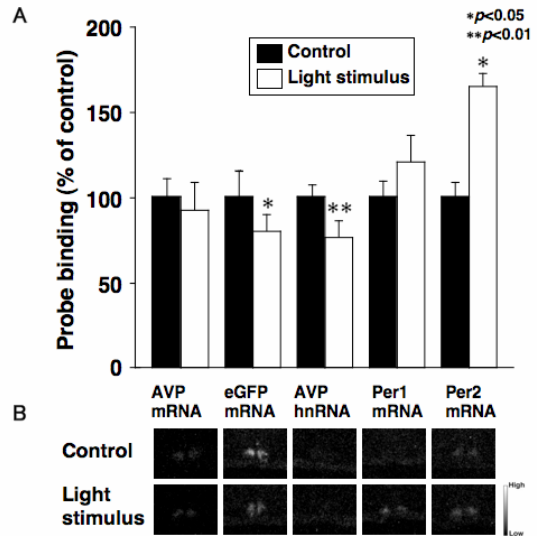 A
*p<0.05
**p<0.01
200
150
100
50
0
Probe binding (% of control)
Control
Light stimulus
*
**
*
AVP mRNA
eGFP mRNA
AVP hnRNA
Per1 mRNA
Per2 mRNA
B
Control
Light stimulus
High
Low